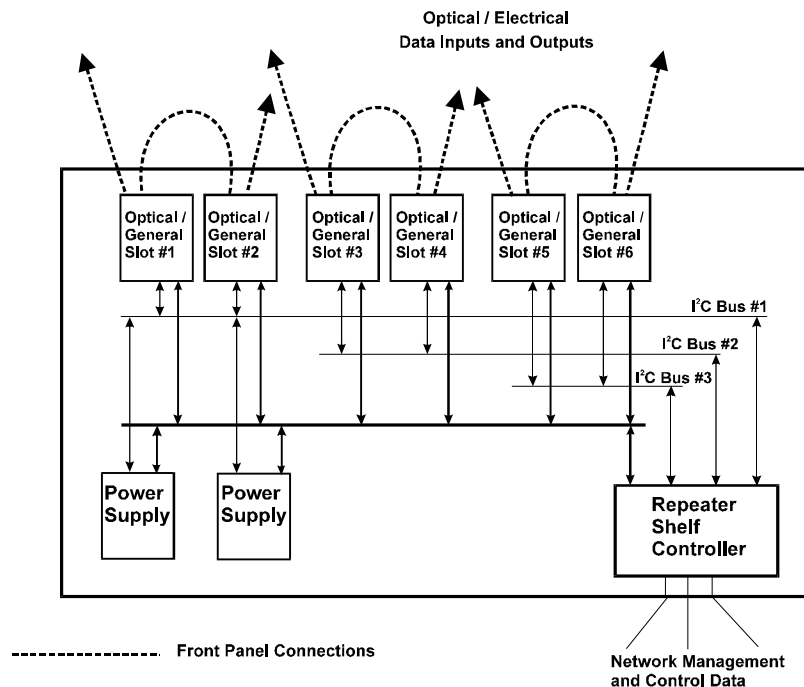 Optical / Electrical
Data Inputs and Outputs
Optical /
General
Slot #1
Optical /
General
Slot #2
Optical /
General
Slot #3
Optical /
General
Slot #4
Optical /
General
Slot #5
Optical /
General
Slot #6
I²C Bus #1
I²C Bus #2
I²C Bus #3
Power
Supply
Power
Supply
Repeater
Shelf
Controller
Front Panel Connections
Network Management
and Control Data